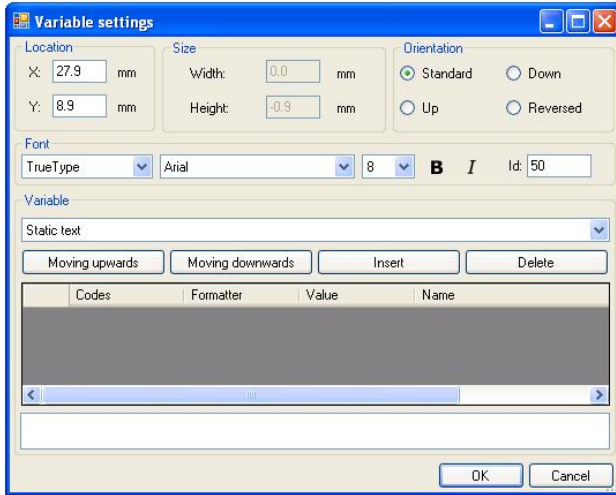 Variable settings
Location Size Orientation
X: 27.9 mm Width: 0.0 mm Standard Down
Y: 8.9 mm Height: -0.9 mm Up Reversed
Font
TrueType Arial 8 B I Id: 50
Variable
Static text
Moving upwards Moving downwards Insert Delete
Codes Formatter Value Name
OK Cancel